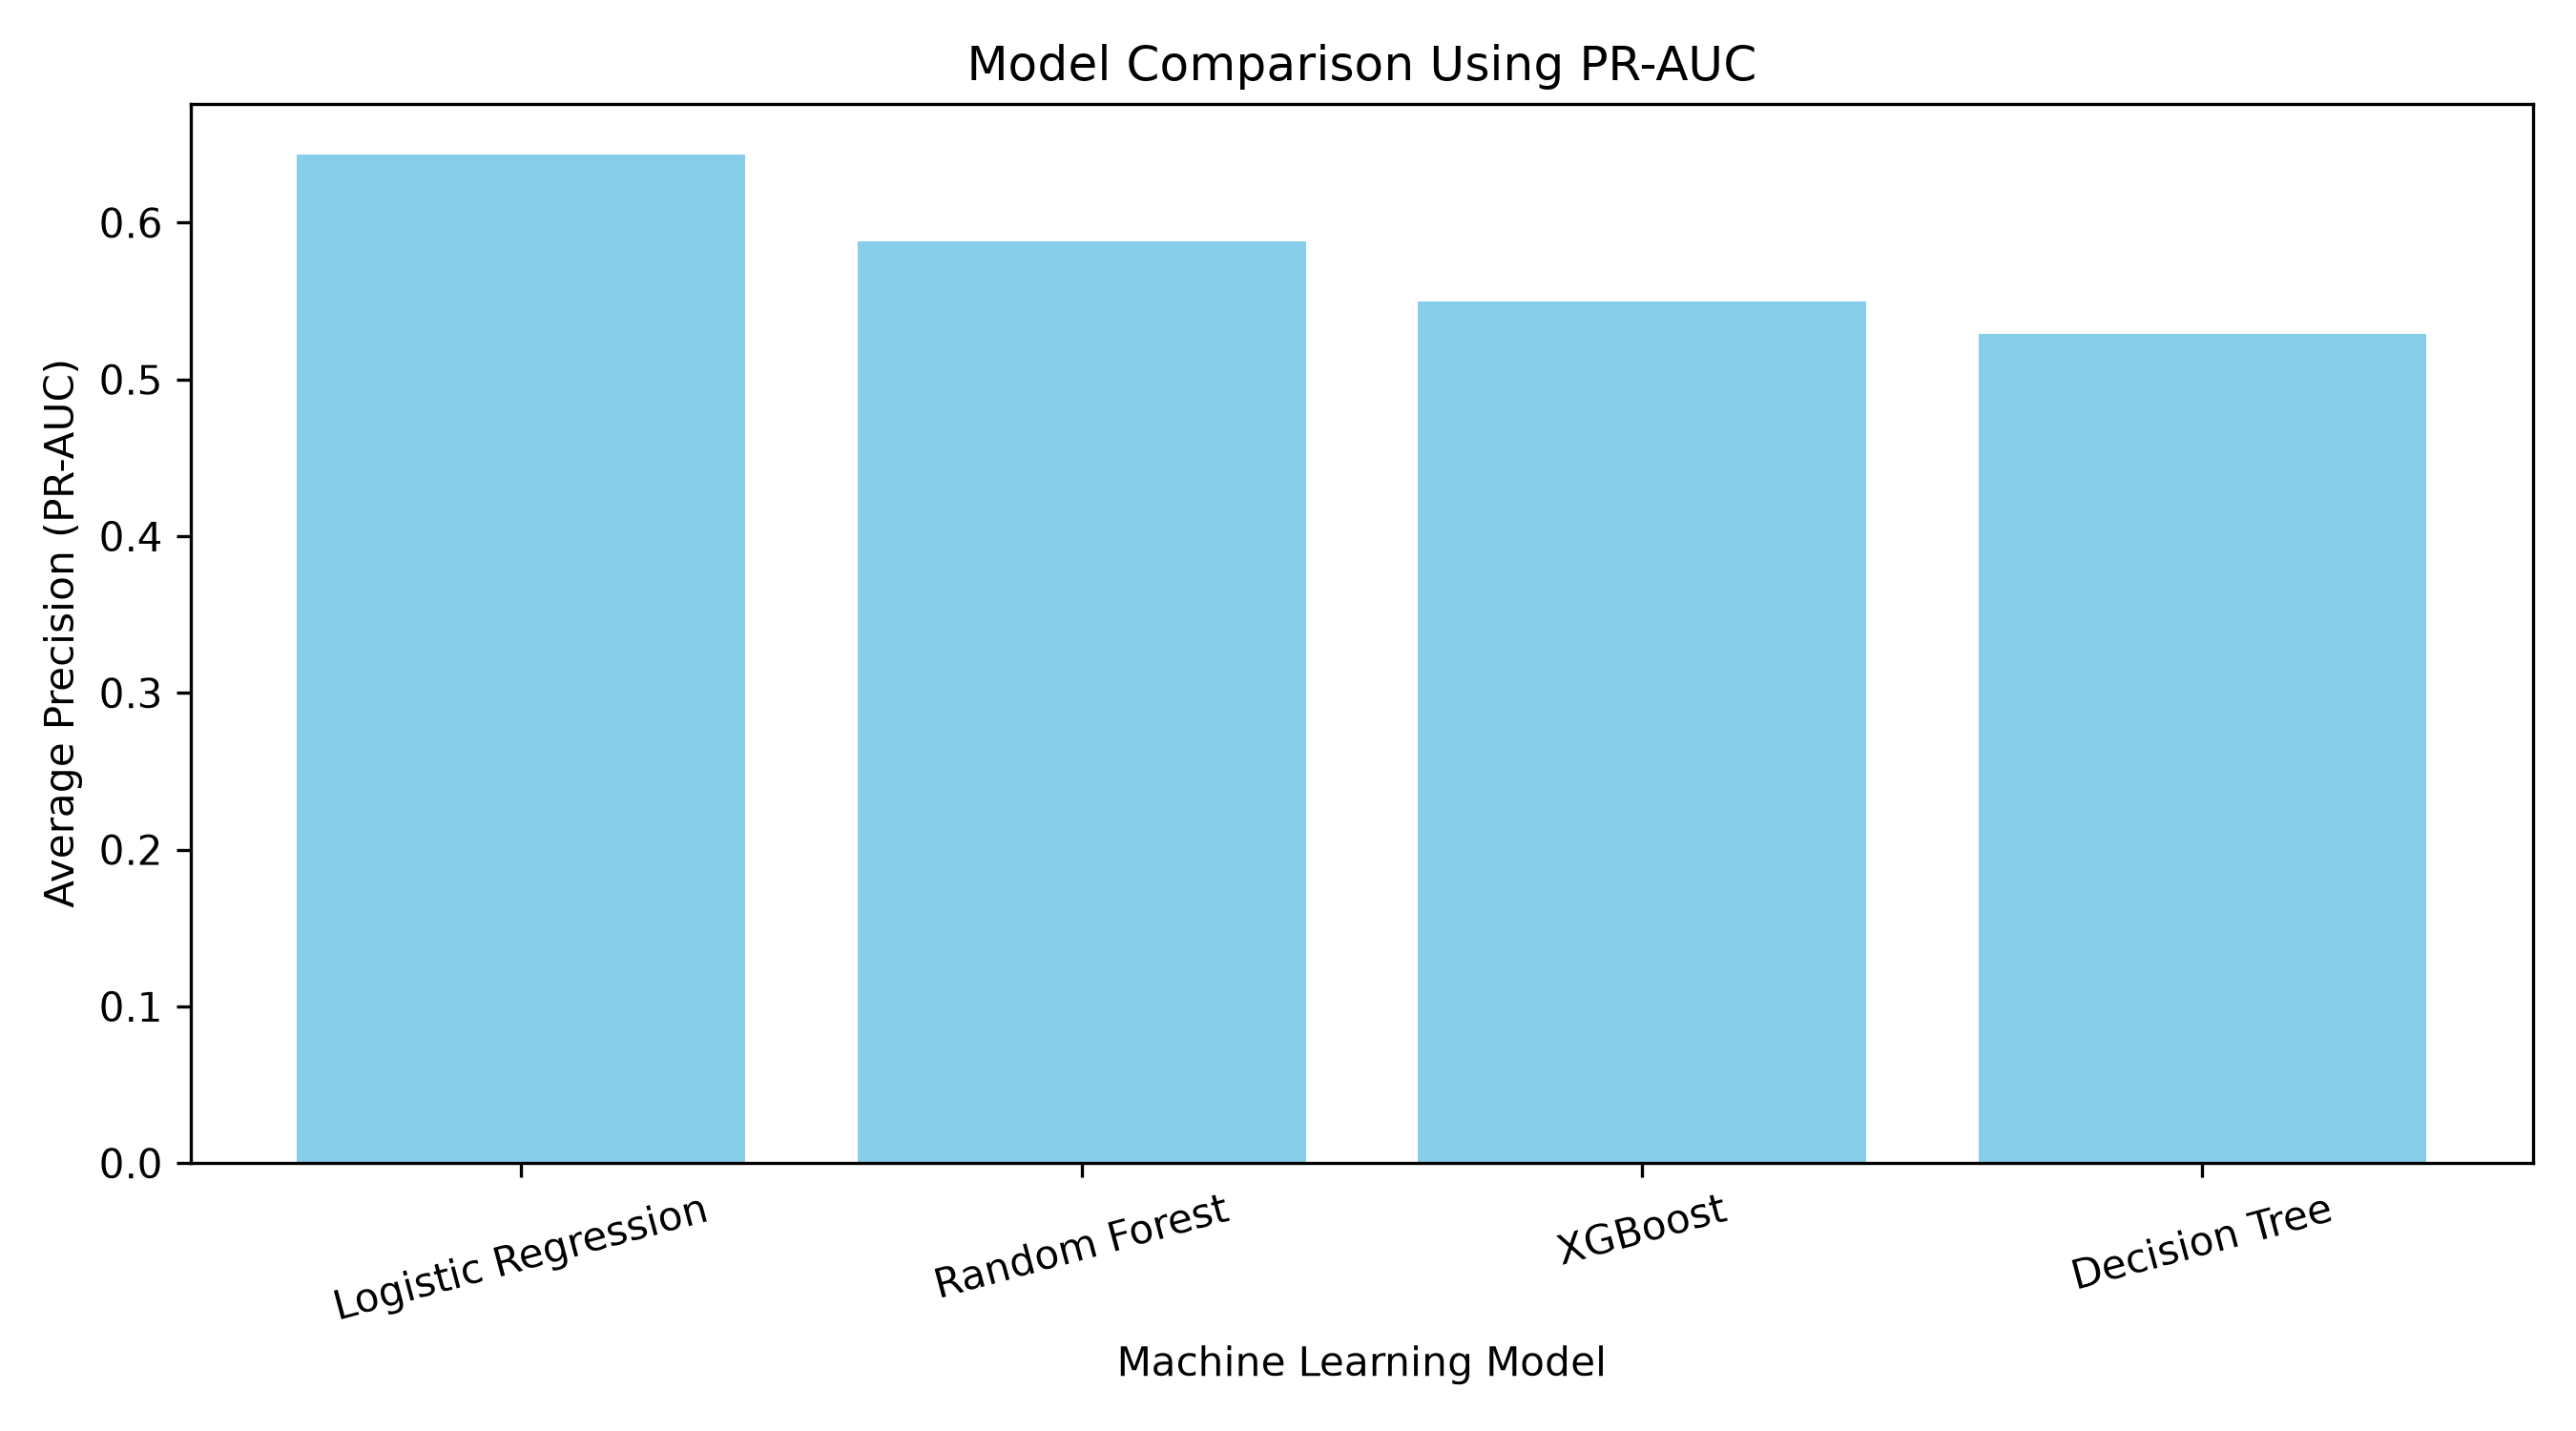 Model Comparison Using PR-AUC
Average Precision (PR-AUC)
0.6
0.5
0.4
0.3
0.2
0.1
0.0
Logistic Regression
Random Forest
XGBoost
Decision Tree
Machine Learning Model